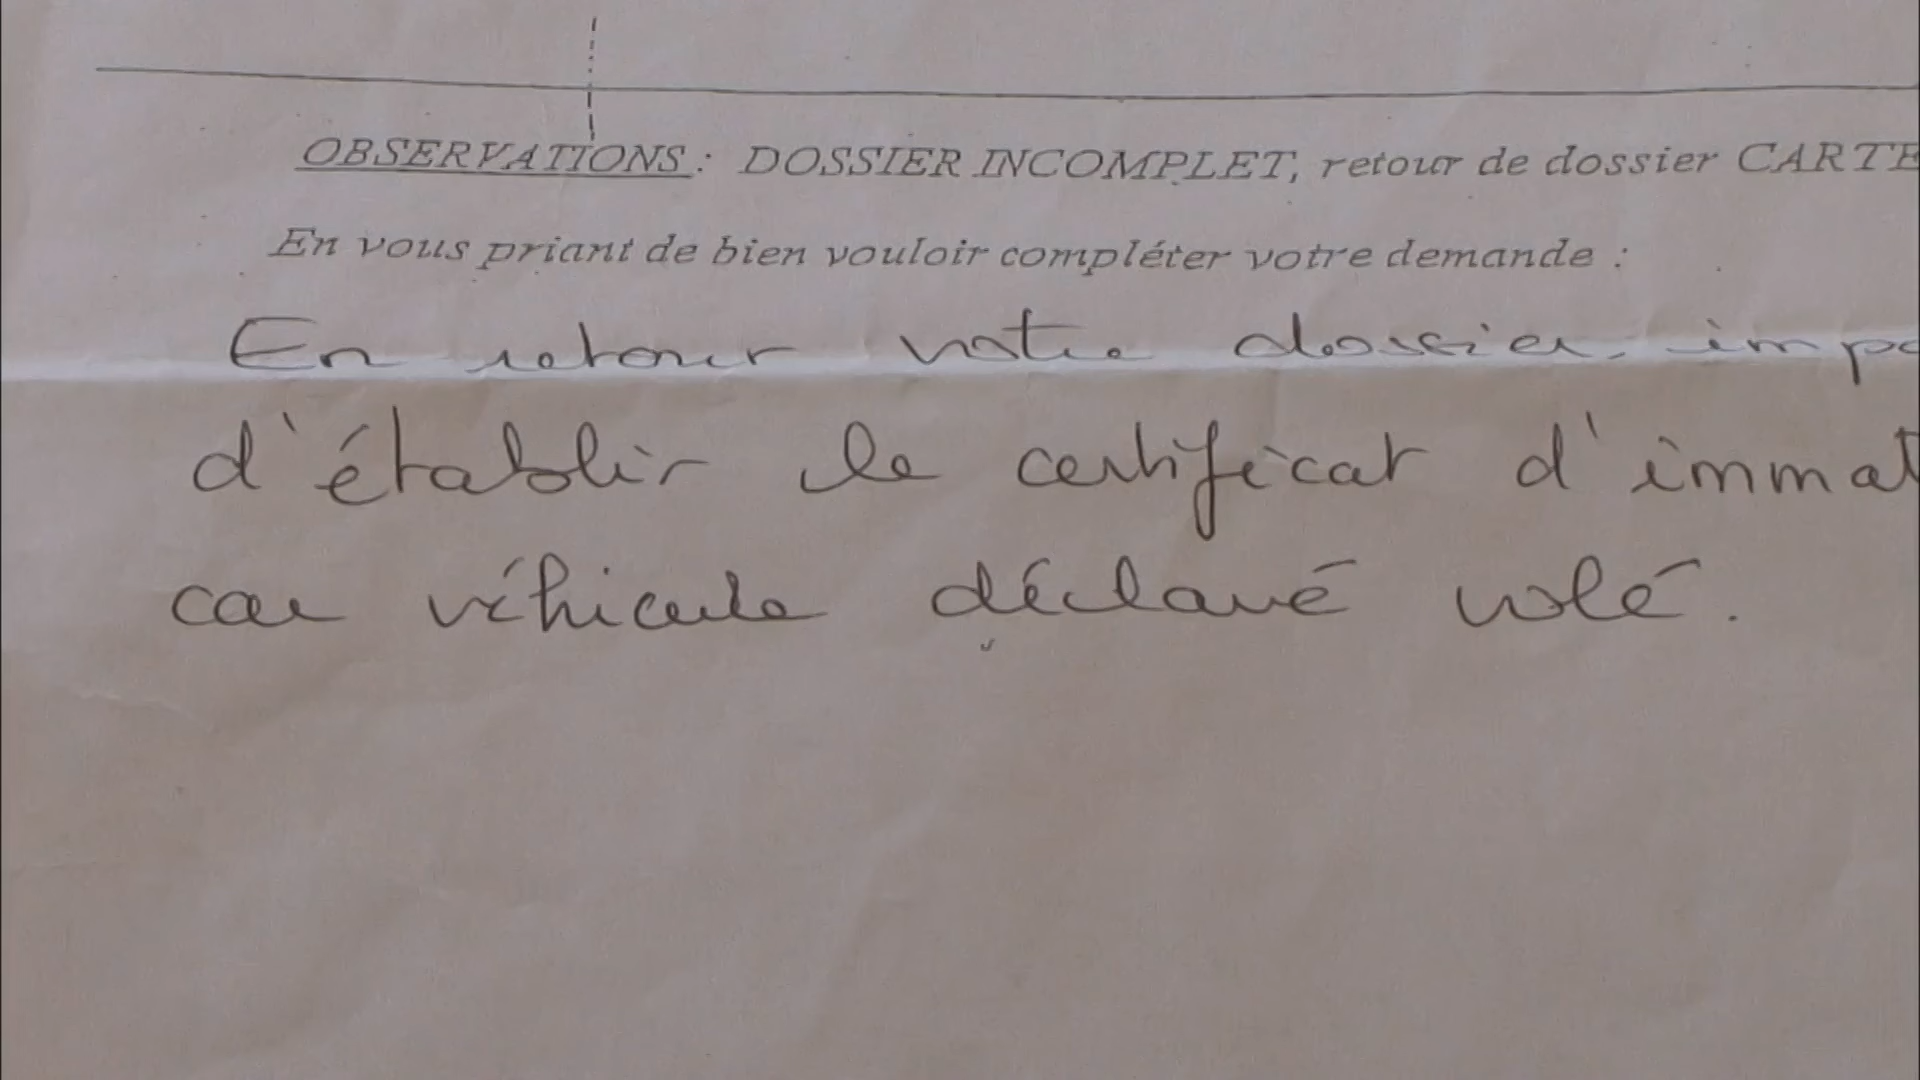 OBSERVATIONS : DOSSIER INCOMPLET, retour de dossier CARTE
En vous priant de bien vouloir compléter votre demande :
En retour votre dossier, impo
d'établir le certificat d'immat
car véhicule déclaré volé.